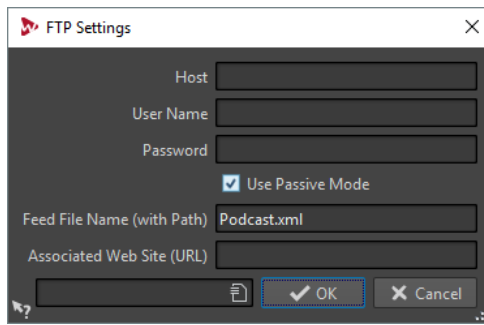 FTP Settings
Host
User Name
Password
Use Passive Mode
Feed File Name (with Path) Podcast.xml
Associated Web Site (URL)
? OK Cancel